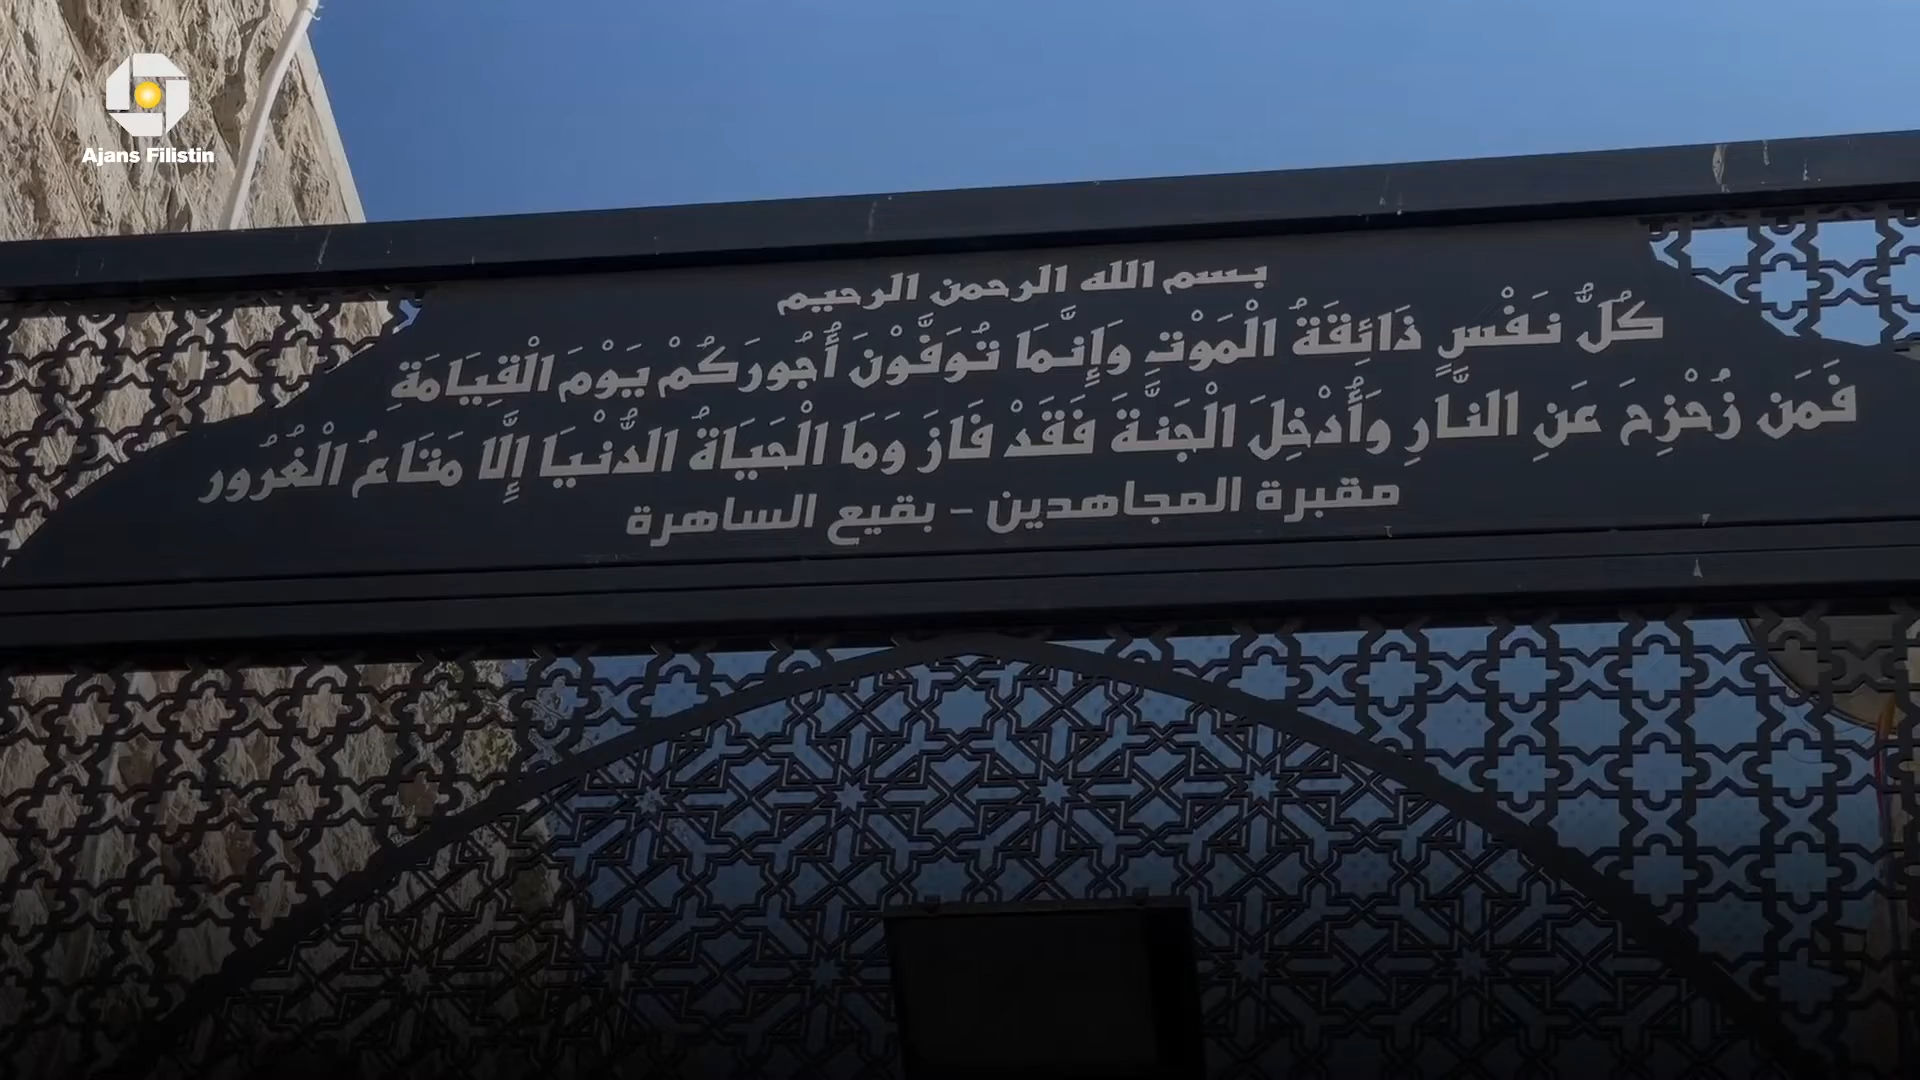 Ajans Filistin
بسم الله الرحمن الرحيم
كُلُّ نَفْسٍ ذَائِقَةُ الْمَوْتِ وَإِنَّمَا تُوَفَّوْنَ أُجُورَكُمْ يَوْمَ الْقِيَامَةِ
فَمَن زُحْزِحَ عَنِ النَّارِ وَأُدْخِلَ الْجَنَّةَ فَقَدْ فَازَ وَمَا الْحَيَاةُ الدُّنْيَا إِلَّا مَتَاعُ الْغُرُور
مقبرة المجاهدين - بقيع الساهرة